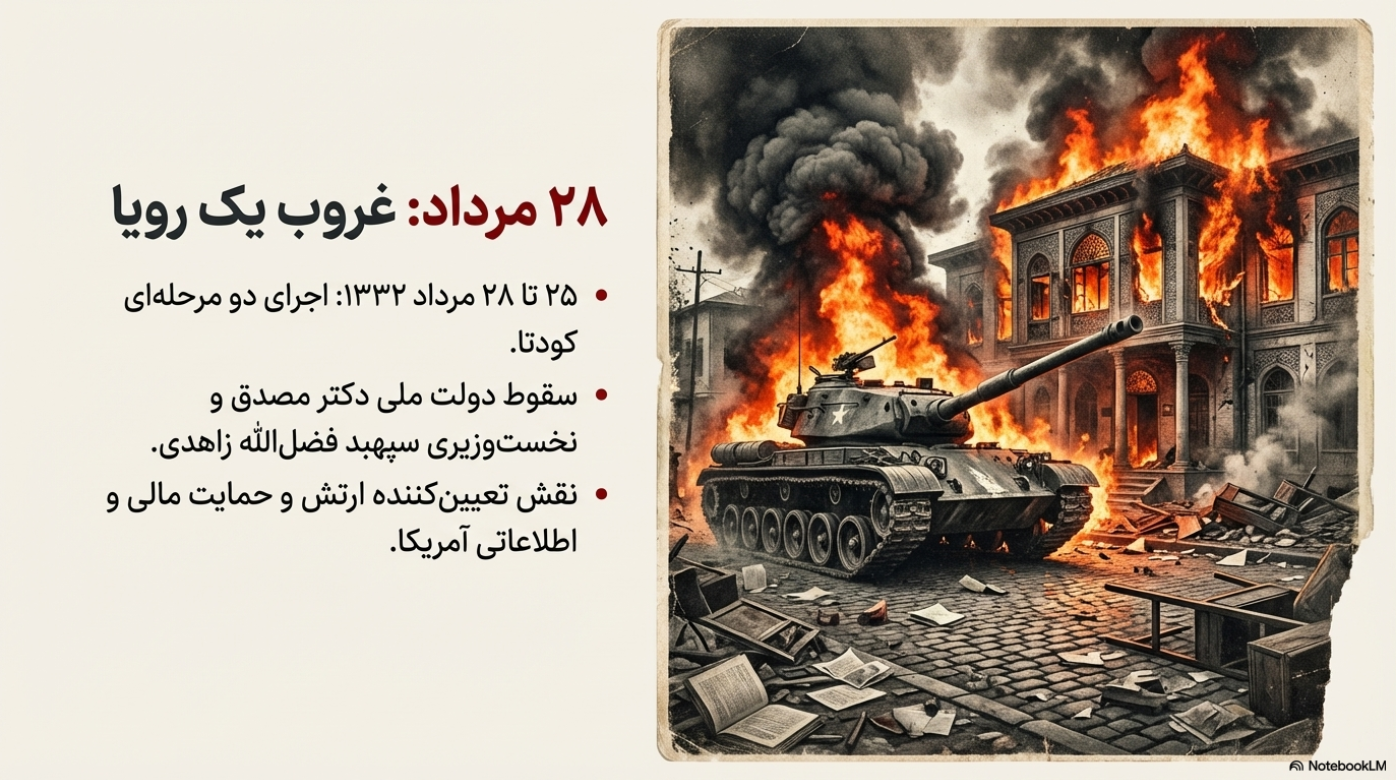 ۲۸ مرداد: غروب یک رویا
• ۲۵ تا ۲۸ مرداد ۱۳۳۲: اجرای دو مرحله‌ای
کودتا.
• سقوط دولت ملی دکتر مصدق و
نخست‌وزیری سپهبد فضل‌الله زاهدی.
• نقش تعیین‌کننده ارتش و حمایت مالی و
اطلاعاتی آمریکا.
NotebookLM